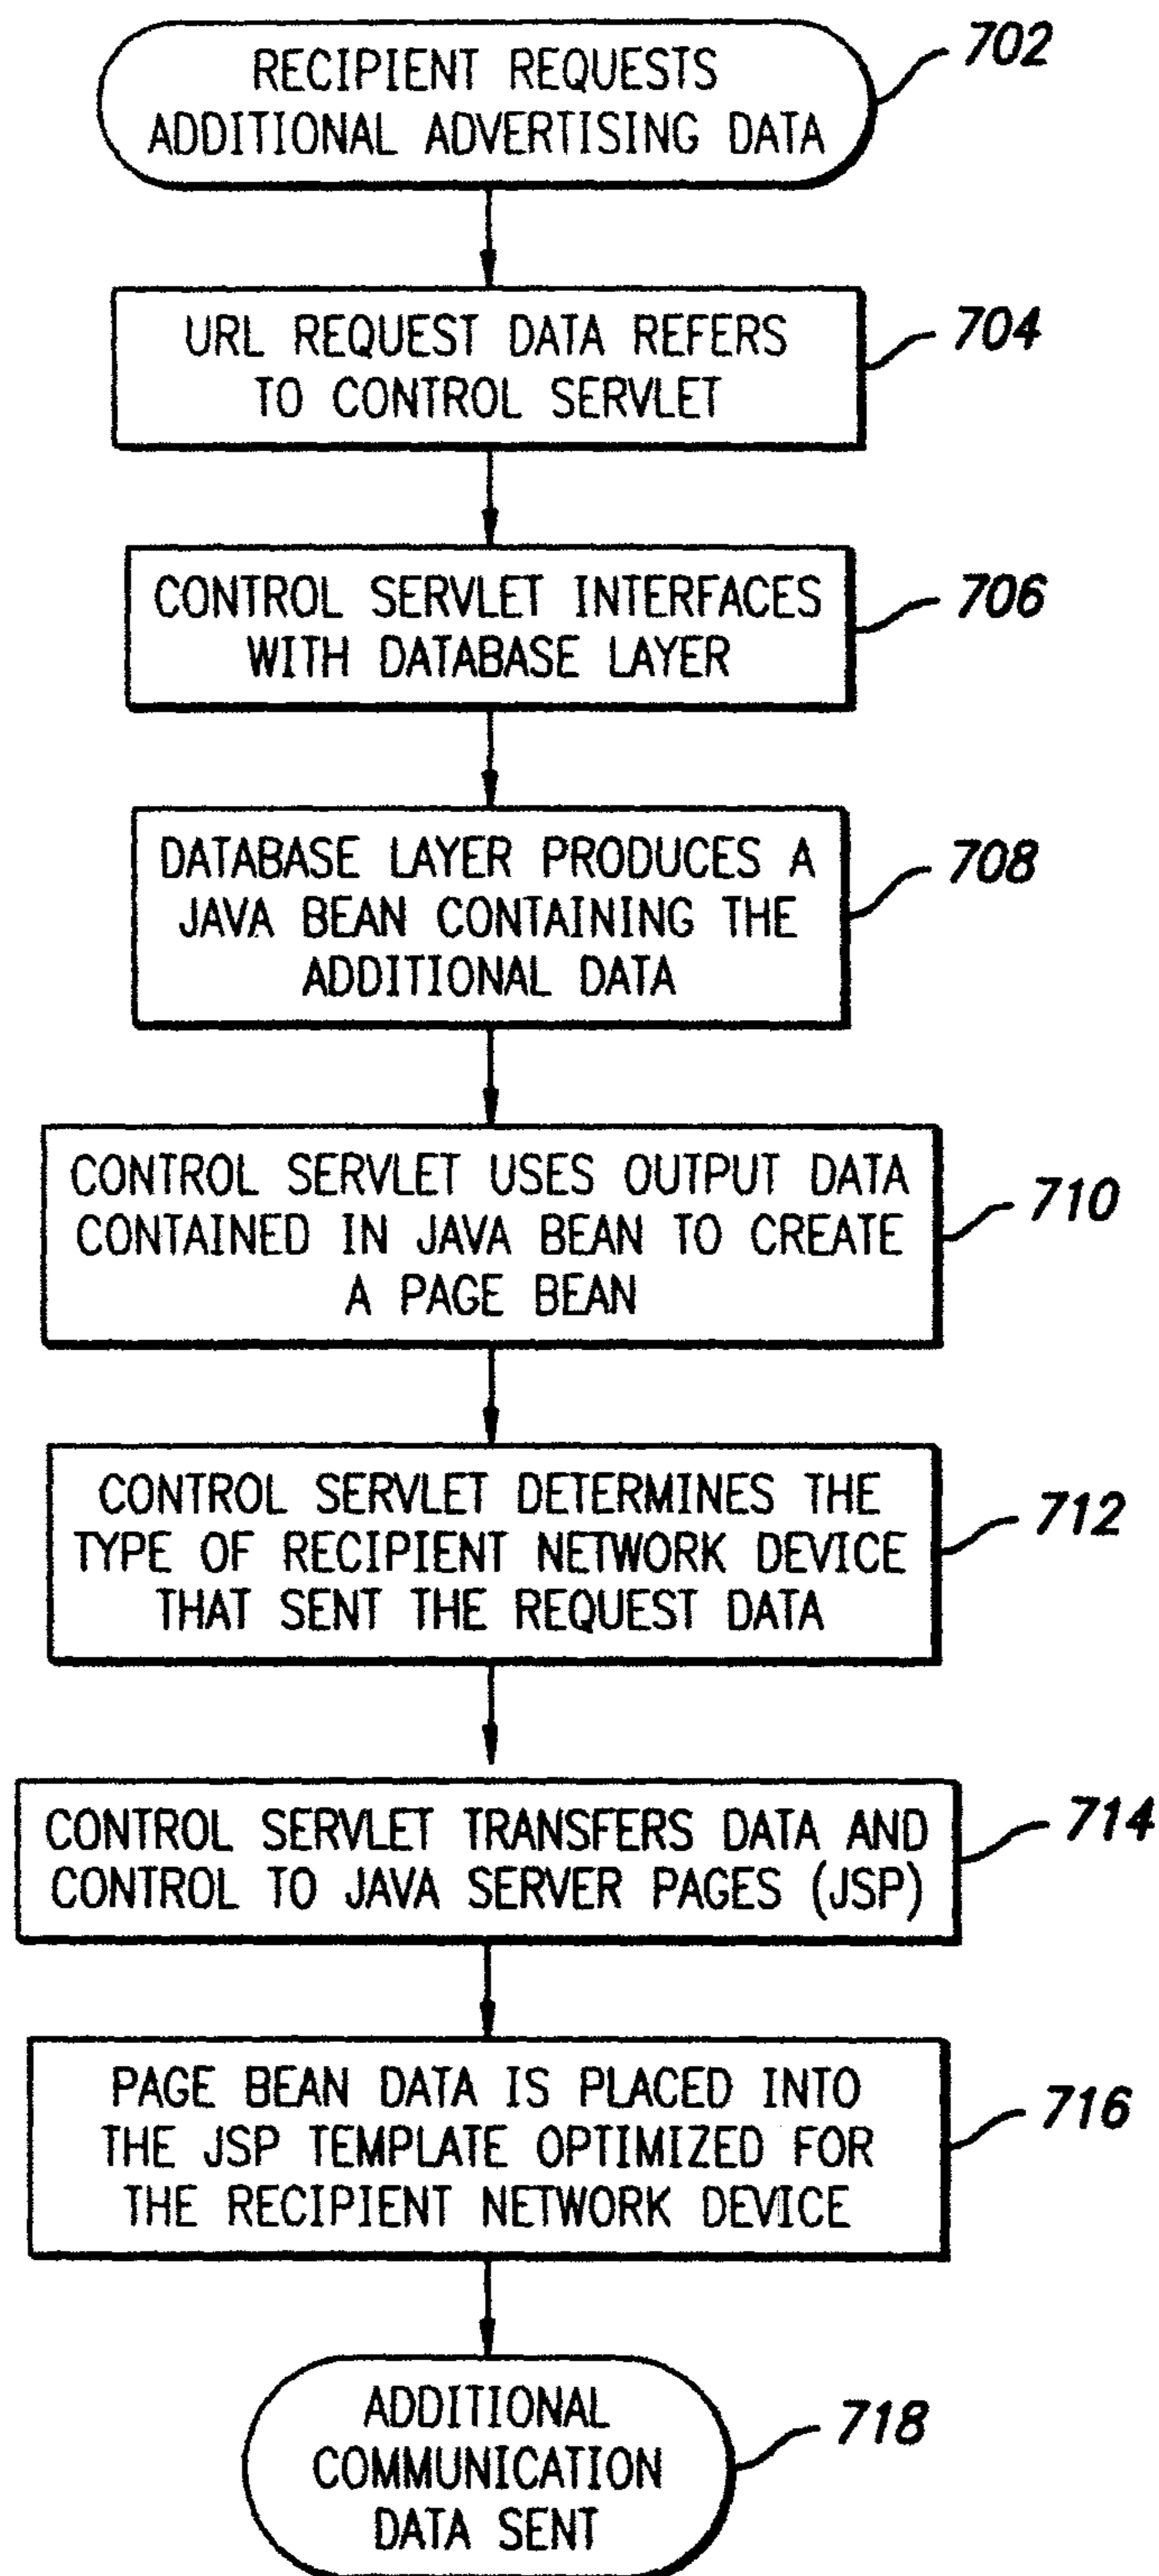 RECIPIENT REQUESTS
ADDITIONAL ADVERTISING DATA
702
URL REQUEST DATA REFERS
TO CONTROL SERVLET
704
CONTROL SERVLET INTERFACES
WITH DATABASE LAYER
706
DATABASE LAYER PRODUCES A
JAVA BEAN CONTAINING THE
ADDITIONAL DATA
708
CONTROL SERVLET USES OUTPUT DATA
CONTAINED IN JAVA BEAN TO CREATE
A PAGE BEAN
710
CONTROL SERVLET DETERMINES THE
TYPE OF RECIPIENT NETWORK DEVICE
THAT SENT THE REQUEST DATA
712
CONTROL SERVLET TRANSFERS DATA AND
CONTROL TO JAVA SERVER PAGES (JSP)
714
PAGE BEAN DATA IS PLACED INTO
THE JSP TEMPLATE OPTIMIZED FOR
THE RECIPIENT NETWORK DEVICE
716
ADDITIONAL
COMMUNICATION
DATA SENT
718